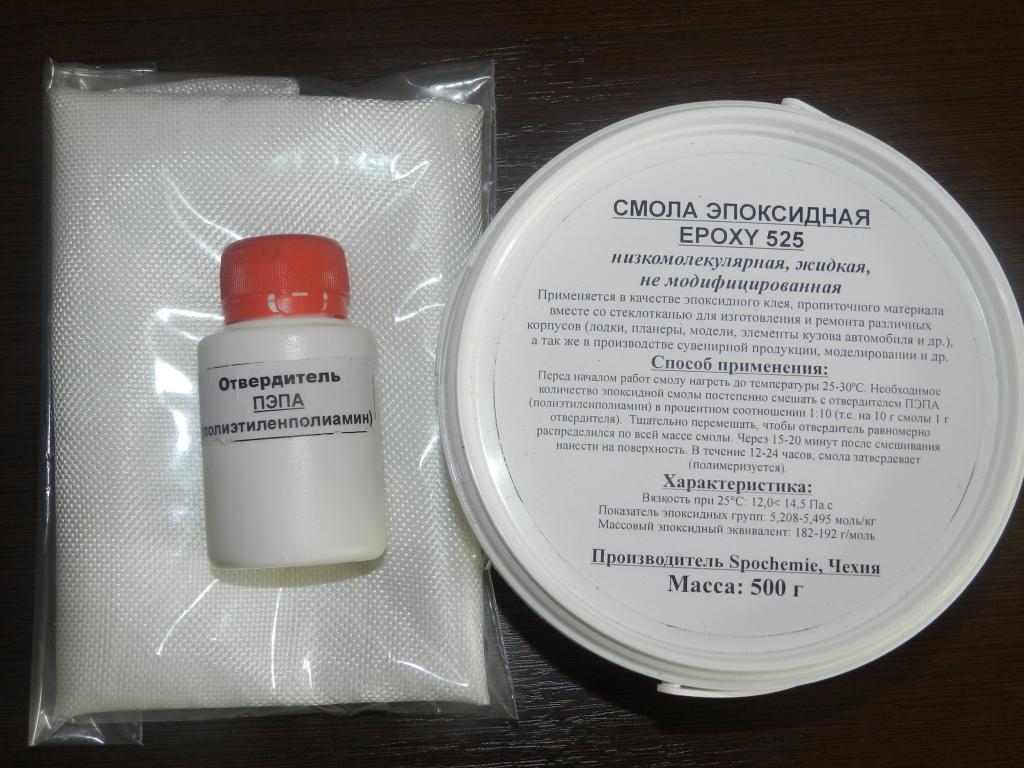 Отвердитель
ПЭПА
полиэтиленполиамин)
СМОЛА ЭПОКСИДНАЯ
EPOXY 525
низкомолекулярная, жидкая,
не модифицированная
Применяется в качестве эпоксидного клея, пропиточного материала
вместе со стеклотканью для изготовления и ремонта различных
корпусов (лодки, планеры, модели, элементы кузова автомобиля и др.),
а так же в производстве сувенирной продукции, моделировании и др.
Способ применения:
Перед началом работ смолу нагреть до температуры 25-30ºС. Необходимое
количество эпоксидной смолы постепенно смешать с отвердителем ПЭПА
(полиэтиленполиамин) в процентном соотношении 1:10 (т.е. на 10 г смолы 1 г
отвердителя). Тщательно перемешать, чтобы отвердитель равномерно
распределился по всей массе смолы. Через 15-20 минут после смешивания
нанести на поверхность. В течение 12-24 часов, смола затвердевает
(полимеризуется).
Характеристика:
Вязкость при 25°С: 12,0< 14,5 Па.с
Показатель эпоксидных групп: 5,208-5,495 моль/кг
Массовый эпоксидный эквивалент: 182-192 г/моль
Производитель Spochemie, Чехия
Масса: 500 г